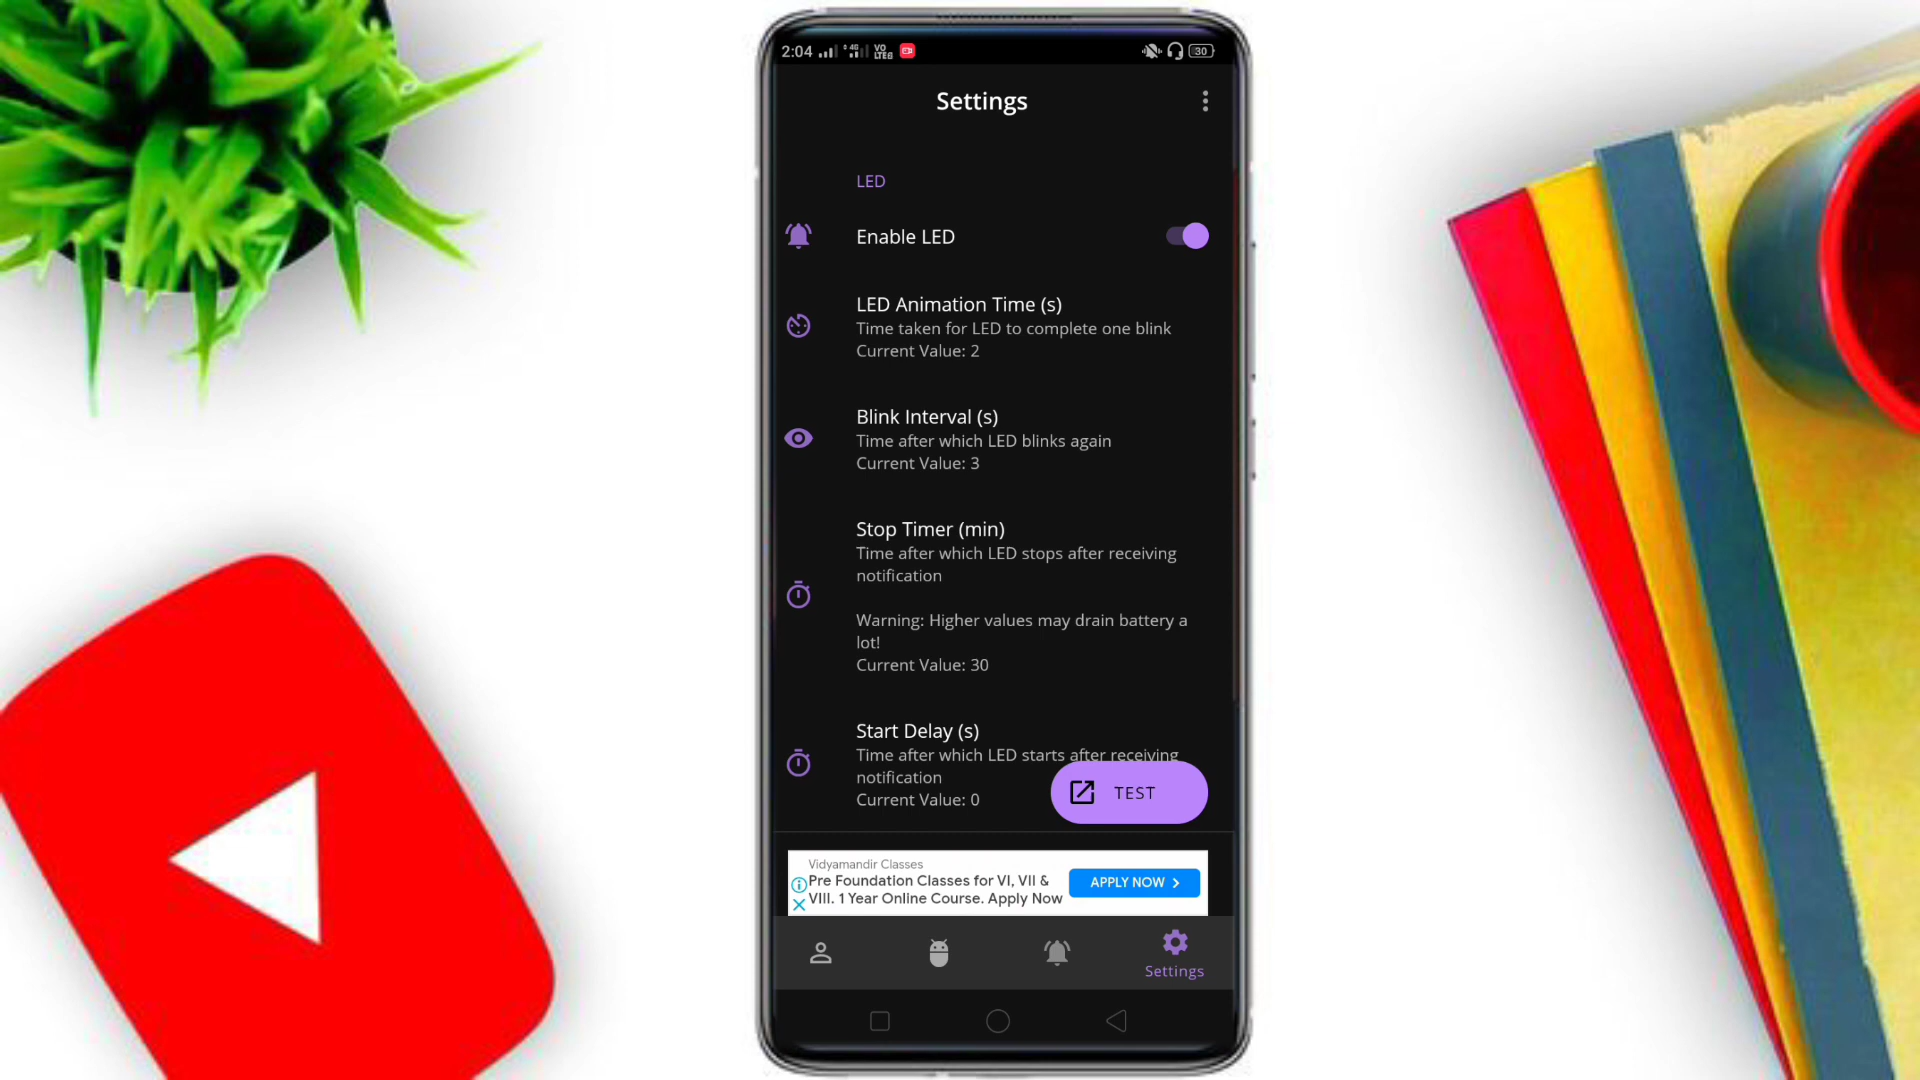 2:04
4G
VO
LTE
30
Settings
LED
Enable LED
LED Animation Time (s)
Time taken for LED to complete one blink
Current Value: 2
Blink Interval (s)
Time after which LED blinks again
Current Value: 3
Stop Timer (min)
Time after which LED stops after receiving
notification
Warning: Higher values may drain battery a
lot!
Current Value: 30
Start Delay (s)
Time after which LED starts after receiving
notification
Current Value: 0
TEST
Vidyamandir Classes
Pre Foundation Classes for VI, VII &
VIII. 1 Year Online Course. Apply Now
APPLY NOW
Settings